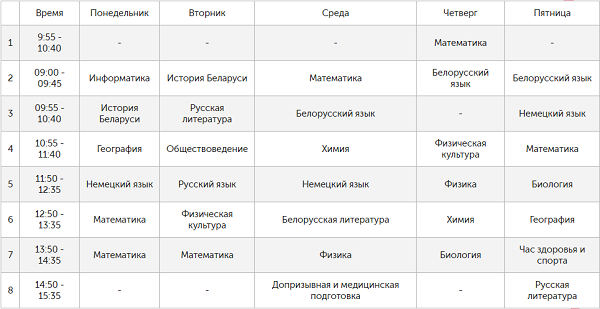 Время Понедельник Вторник Среда Четверг Пятница
1 9:55 - 10:40 - - - Математика -
2 09:00 - 09:45 Информатика История Беларуси Математика Белорусский язык Белорусский язык
3 09:55 - 10:40 История Беларуси Русская литература Белорусский язык - Немецкий язык
4 10:55 - 11:40 География Обществоведение Химия Физическая культура Математика
5 11:50 - 12:35 Немецкий язык Русский язык Немецкий язык Физика Биология
6 12:50 - 13:35 Математика Физическая культура Белорусская литература Химия География
7 13:50 - 14:35 Математика Математика Физика Биология Час здоровья и спорта
8 14:50 - 15:35 - - Допризывная и медицинская подготовка - Русская литература